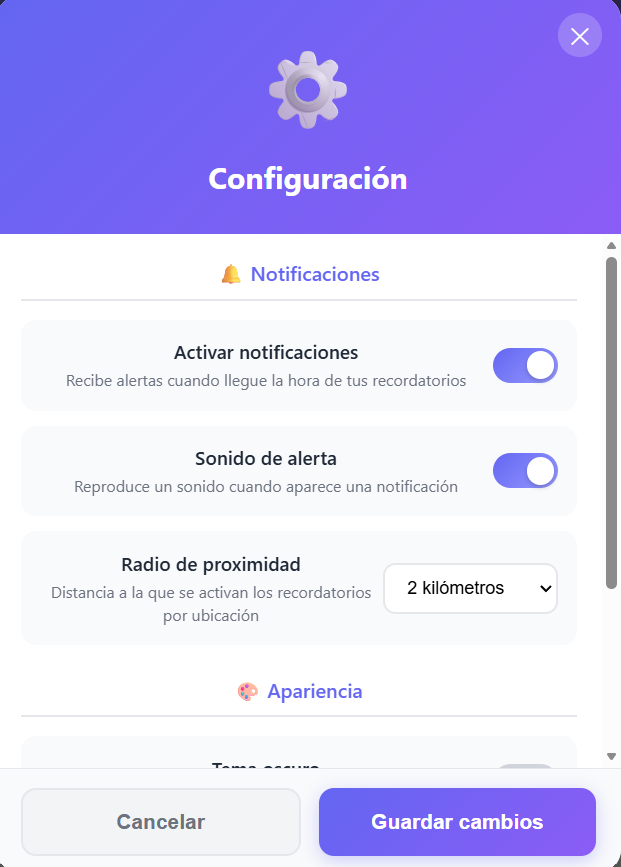 Configuración
Notificaciones
Activar notificaciones
Recibe alertas cuando llegue la hora de tus recordatorios
Sonido de alerta
Reproduce un sonido cuando aparece una notificación
Radio de proximidad
Distancia a la que se activan los recordatorios
por ubicación
2 kilómetros
Apariencia
Tema oscuro
Cancelar
Guardar cambios